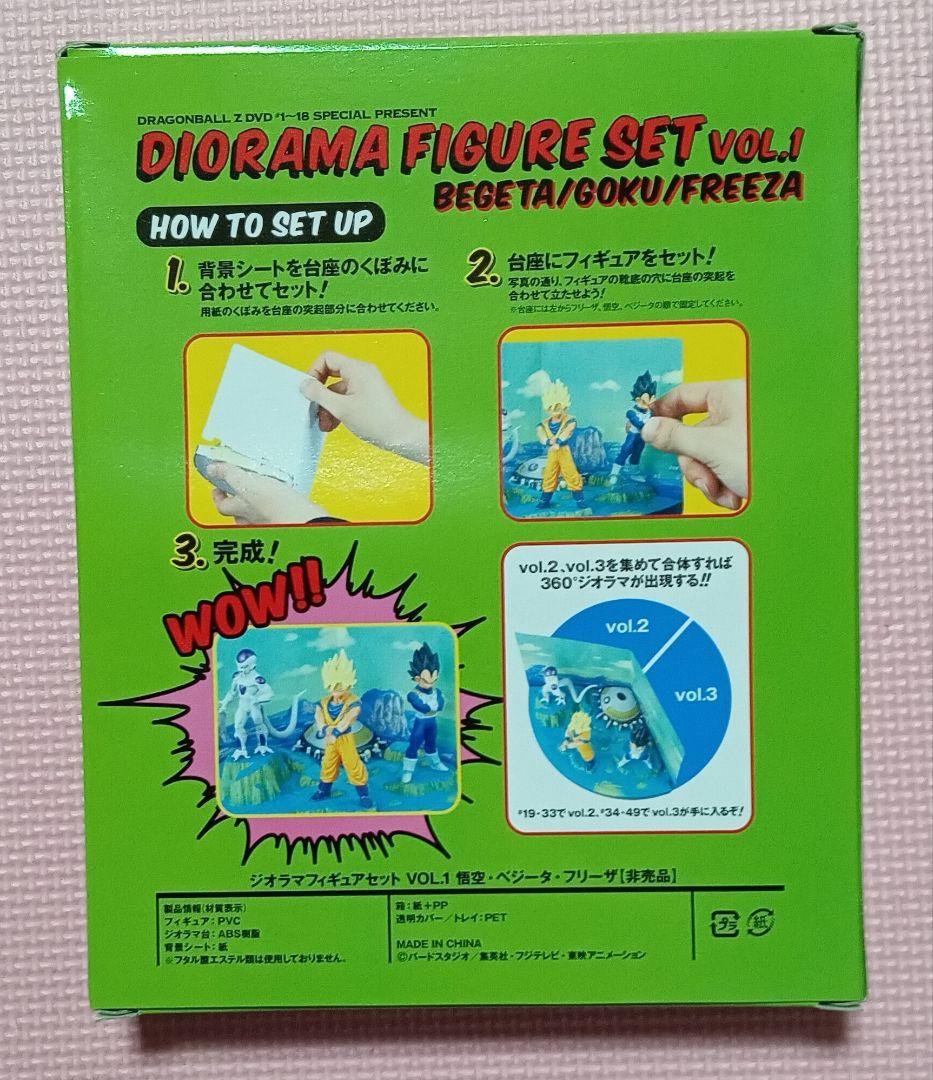 DRAGONBALL Z DVD #1~18 SPECIAL PRESENT
DIORAMA FIGURE SET VOL.1
BEGETA/GOKU/FREEZA
HOW TO SET UP
1. 背景シートを台座のくぼみに
合わせてセット!
用紙のくぼみを台座の突起部分に合わせてください。
2. 台座にフィギュアをセット!
写真の通り、フィギュアの靴底の穴に台座の突起を
合わせて立たせよう!
※台座には左からフリーザ、悟空、ベジータの順で固定してください。
3. 完成!
WOW!!
vol.2、vol.3を集めて合体すれば
360°ジオラマが出現する!!
vol.2
vol.3
#19-33でvol.2、#34-49でvol.3が手に入るぞ!
ジオラマフィギュアセット VOL.1 悟空・ベジータ・フリーザ[非売品]
製品情報(材質表示)
フィギュア:PVC
ジオラマ台:ABS樹脂
背景シート:紙
※フタル酸エステル類は使用しておりません。
箱:紙+PP
透明カバー/トレイ:PET
MADE IN CHINA
©バードスタジオ/集英社・フジテレビ・東映アニメーション
プラ
紙